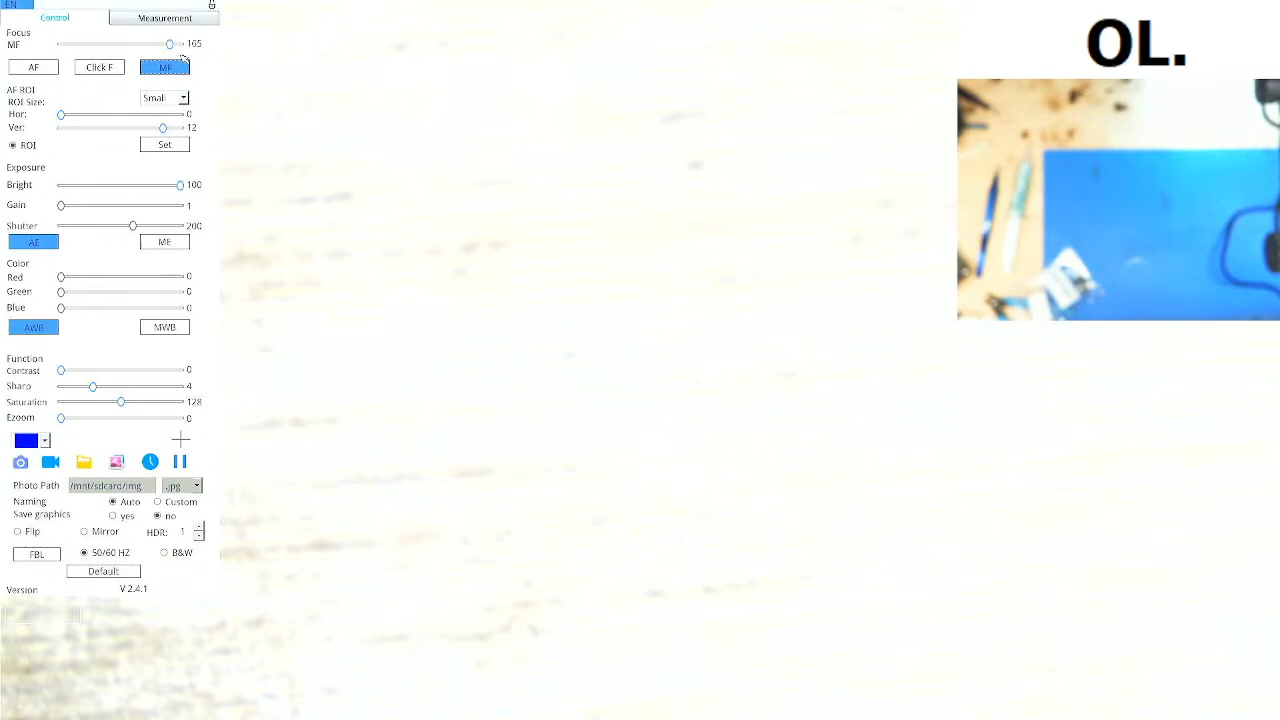 EN
Control Measurement
Focus
MF 165
AF Click F MF
AF ROI
ROI Size: Small
Hor: 0
Ver: 12
ROI Set
Exposure
Bright 100
Gain 1
Shutter 200
AE ME
Color
Red 0
Green 0
Blue 0
AWB MWB
Function
Contrast 0
Sharp 4
Saturation 128
Ezoom 0
Photo Path /mnt/sdcard/img .jpg
Naming Auto Custom
Save graphics yes no
Flip Mirror HDR: 1
FBL 50/60 HZ B&W
Default
Version V 2.4.1
OL.